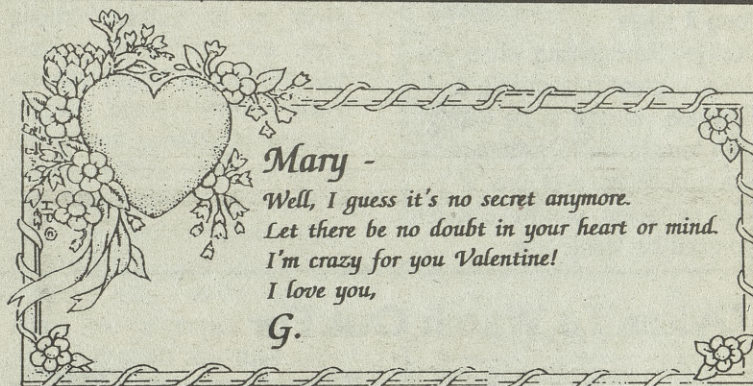 Mary -
Well, I guess it's no secret anymore.
Let there be no doubt in your heart or mind.
I'm crazy for you Valentine!
I love you,
G.
HP®